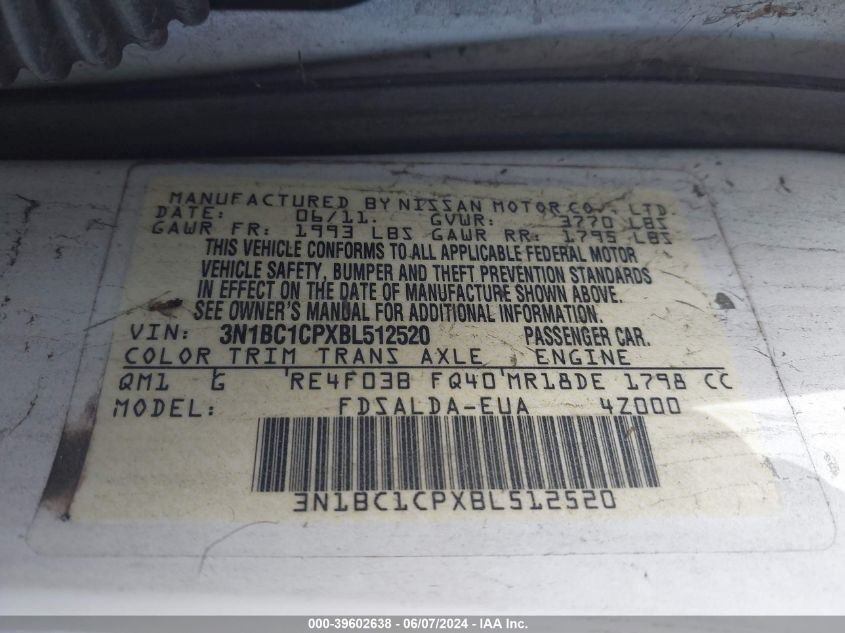 MANUFACTURED BY NISSAN MOTOR CO., LTD.
DATE: 06/11. GVWR: 3770 LBS
GAWR FR: 1993 LBS GAWR RR: 1795 LBS
THIS VEHICLE CONFORMS TO ALL APPLICABLE FEDERAL MOTOR
VEHICLE SAFETY, BUMPER AND THEFT PREVENTION STANDARDS
IN EFFECT ON THE DATE OF MANUFACTURE SHOWN ABOVE.
SEE OWNER'S MANUAL FOR ADDITIONAL INFORMATION.
VIN: 3N1BC1CPXBL512520 PASSENGER CAR.
COLOR TRIM TRANS AXLE ENGINE
QM1 G RE4F03B FQ40 MR18DE 1798 CC
MODEL: FDSALDA-EUA 4Z000
3N1BC1CPXBL512520
000-39602638 - 06/07/2024 - IAA Inc.